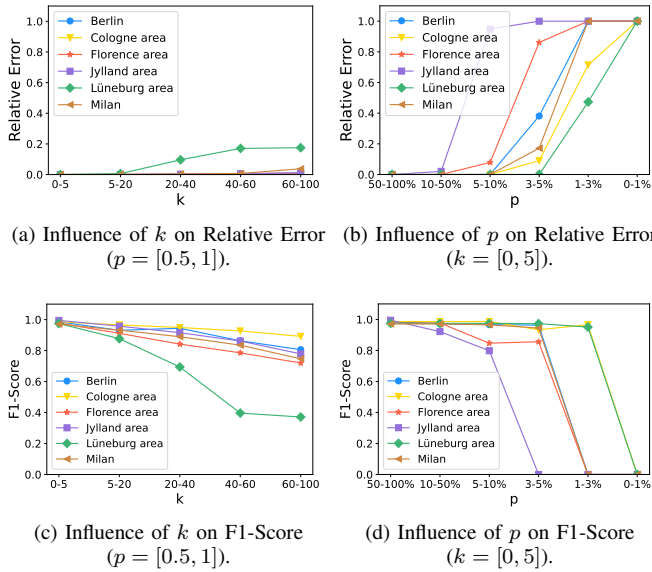 1.0
0.8
0.6
0.4
0.2
0.0
Relative Error
Berlin
Cologne area
Florence area
Jylland area
Lüneburg area
Milan
0-5 5-20 20-40 40-60 60-100
k
1.0
0.8
0.6
0.4
0.2
0.0
Relative Error
Berlin
Cologne area
Florence area
Jylland area
Lüneburg area
Milan
50-100% 10-50% 5-10% 3-5% 1-3% 0-1%
p
(a) Influence of k on Relative Error
(p = [0.5, 1]).
(b) Influence of p on Relative Error
(k = [0, 5]).
1.0
0.8
0.6
0.4
0.2
0.0
F1-Score
Berlin
Cologne area
Florence area
Jylland area
Lüneburg area
Milan
0-5 5-20 20-40 40-60 60-100
k
1.0
0.8
0.6
0.4
0.2
0.0
F1-Score
Berlin
Cologne area
Florence area
Jylland area
Lüneburg area
Milan
50-100% 10-50% 5-10% 3-5% 1-3% 0-1%
p
(c) Influence of k on F1-Score
(p = [0.5, 1]).
(d) Influence of p on F1-Score
(k = [0, 5]).